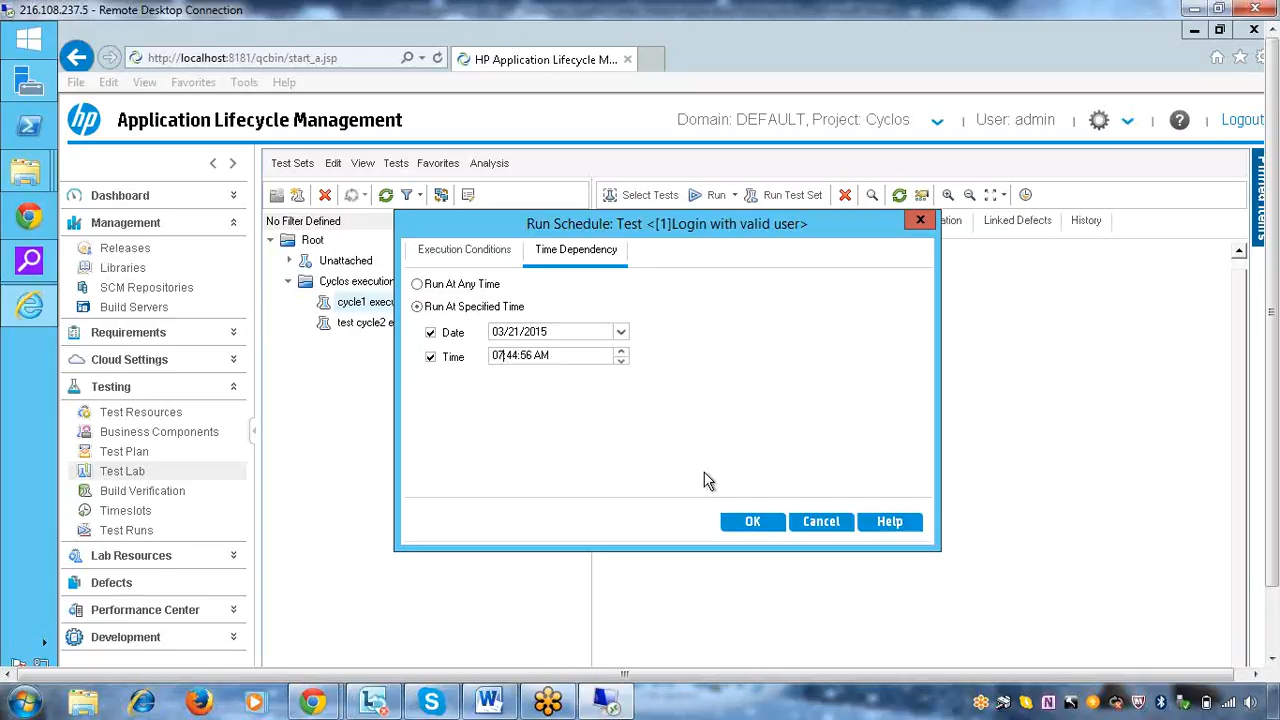 216.108.237.5 - Remote Desktop Connection
http://localhost:8181/qcbin/start_a.jsp
HP Application Lifecycle M...
File Edit View Favorites Tools Help
hp
Application Lifecycle Management
Domain: DEFAULT, Project: Cyclos
User: admin
Logout
Pinned Items
Test Sets Edit View Tests Favorites Analysis
Select Tests Run Run Test Set
No Filter Defined
Linked Defects History
Dashboard
Management
Releases
Libraries
SCM Repositories
Build Servers
Requirements
Cloud Settings
Testing
Test Resources
Business Components
Test Plan
Test Lab
Build Verification
Timeslots
Test Runs
Lab Resources
Defects
Performance Center
Development
Root
Unattached
Cyclos execution
cycle1 execu
test cycle2 e
Run Schedule: Test <[1]Login with valid user>
Execution Conditions Time Dependency
Run At Any Time
Run At Specified Time
Date 03/21/2015
Time 07:44:56 AM
OK Cancel Help